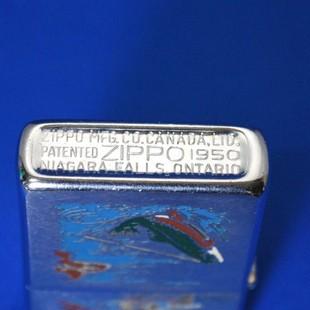 ZIPPO MFG.CO.CANADA,LTD.
PATENTED ZIPPO 1950
NIAGARA FALLS, ONTARIO